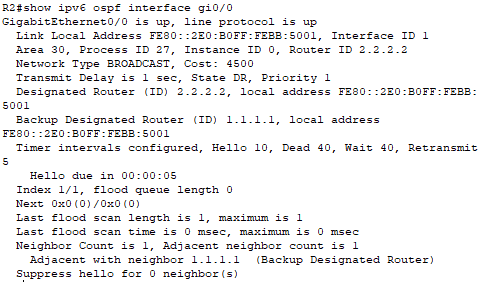 R2#show ipv6 ospf interface gi0/0
GigabitEthernet0/0 is up, line protocol is up
Link Local Address FE80::2E0:B0FF:FEBB:5001, Interface ID 1
Area 30, Process ID 27, Instance ID 0, Router ID 2.2.2.2
Network Type BROADCAST, Cost: 4500
Transmit Delay is 1 sec, State DR, Priority 1
Designated Router (ID) 2.2.2.2, local address FE80::2E0:B0FF:FEBB:
5001
Backup Designated Router (ID) 1.1.1.1, local address
FE80::2E0:B0FF:FEBB:5001
Timer intervals configured, Hello 10, Dead 40, Wait 40, Retransmit
5
Hello due in 00:00:05
Index 1/1, flood queue length 0
Next 0x0(0)/0x0(0)
Last flood scan length is 1, maximum is 1
Last flood scan time is 0 msec, maximum is 0 msec
Neighbor Count is 1, Adjacent neighbor count is 1
Adjacent with neighbor 1.1.1.1  (Backup Designated Router)
Suppress hello for 0 neighbor(s)